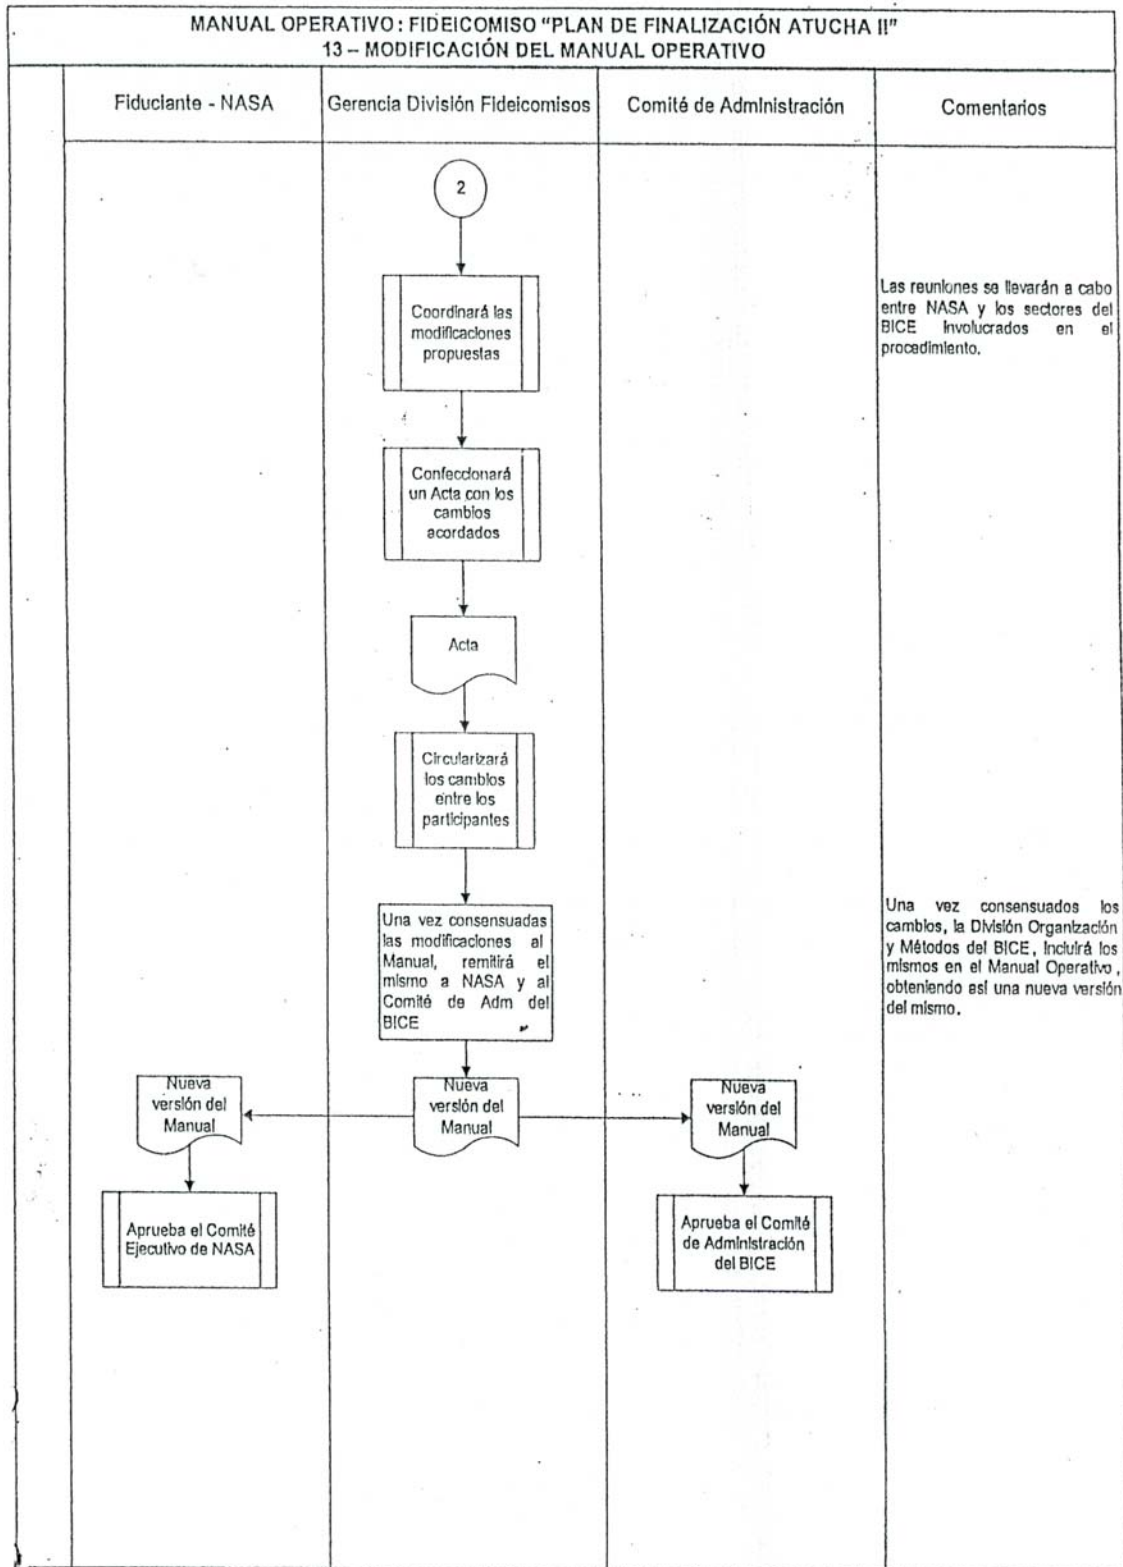 MANUAL OPERATIVO: FIDEICOMISO "PLAN DE FINALIZACIÓN ATUCHA II"
13 – MODIFICACIÓN DEL MANUAL OPERATIVO
Fiduciante - NASA
Gerencia División Fideicomisos
Comité de Administración
Comentarios
2
Coordinará las
modificaciones
propuestas
Las reuniones se llevarán a cabo
entre NASA y los sectores del
BICE involucrados en el
procedimiento.
Confeccionará
un Acta con los
cambios
acordados
Acta
Circularizará
los cambios
entre los
participantes
Una vez consensuadas
las modificaciones al
Manual, remitirá el
mismo a NASA y al
Comité de Adm del
BICE
Una vez consensuados los
cambios, la División Organización
y Métodos del BICE, incluirá los
mismos en el Manual Operativo,
obteniendo así una nueva versión
del mismo.
Nueva
versión del
Manual
Nueva
versión del
Manual
Nueva
versión del
Manual
Aprueba el Comité
Ejecutivo de NASA
Aprueba el Comité
de Administración
del BICE